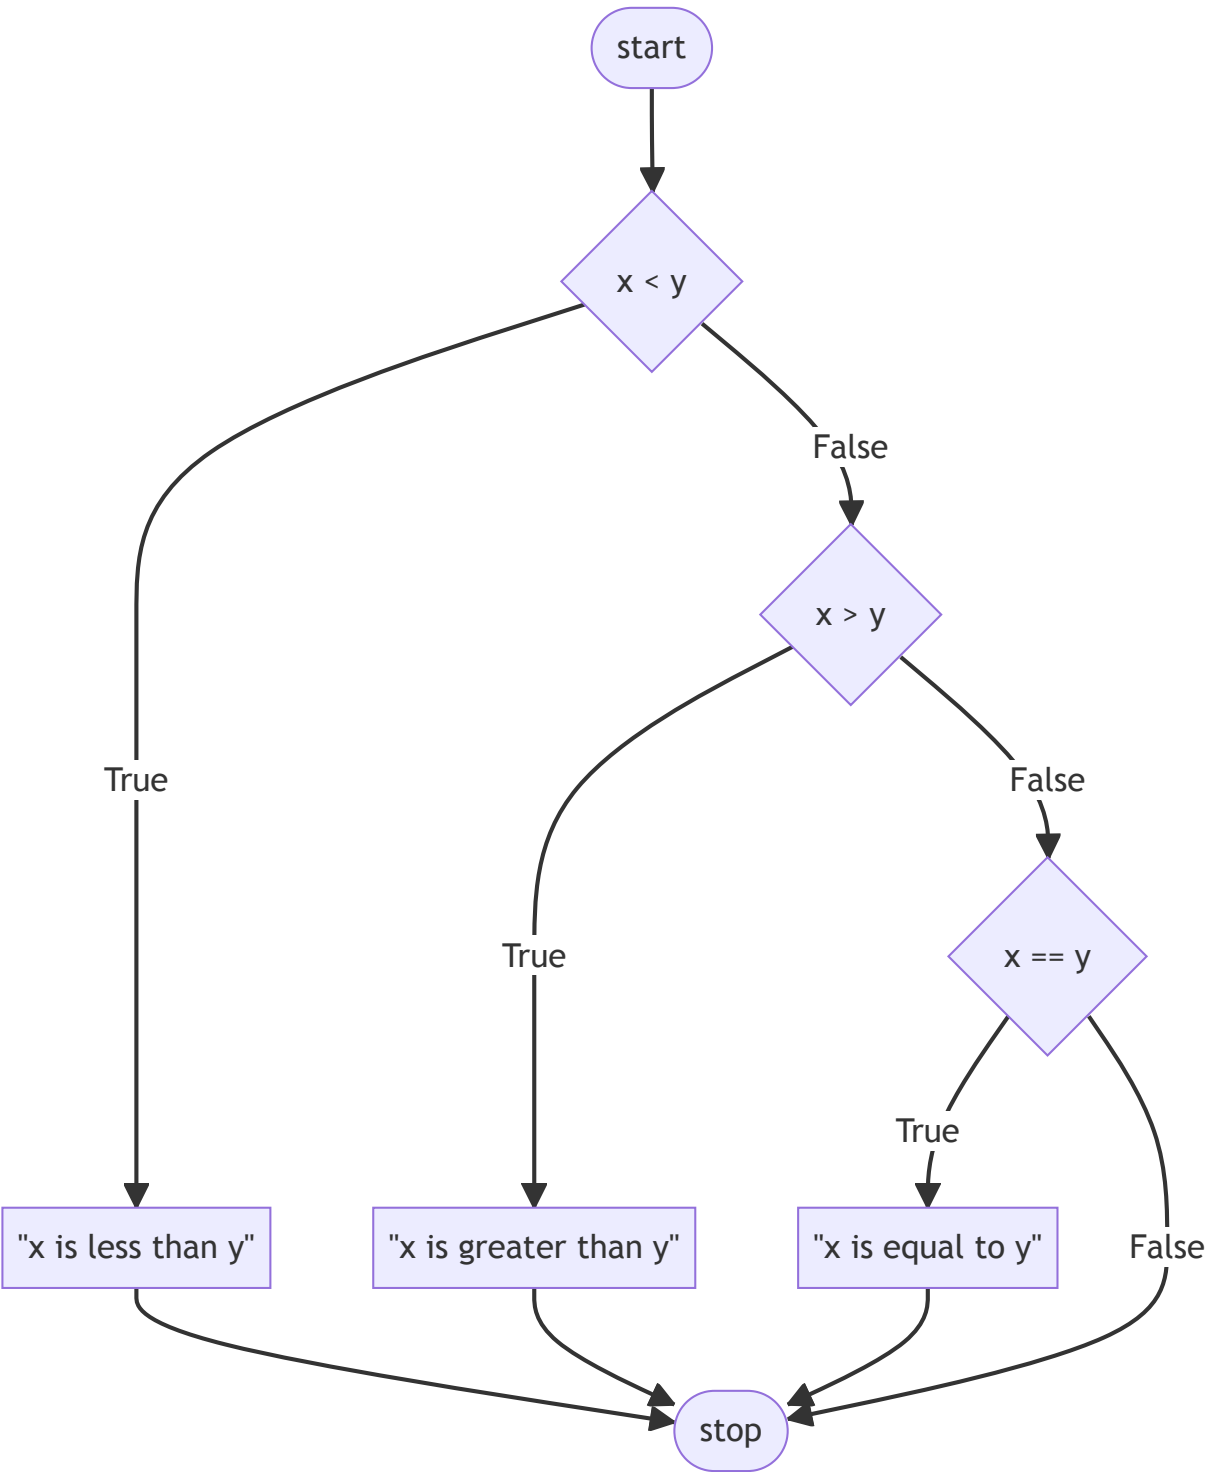 start
x < y
False
x > y
True
False
True
x == y
True
"x is less than y"
"x is greater than y"
"x is equal to y"
False
stop